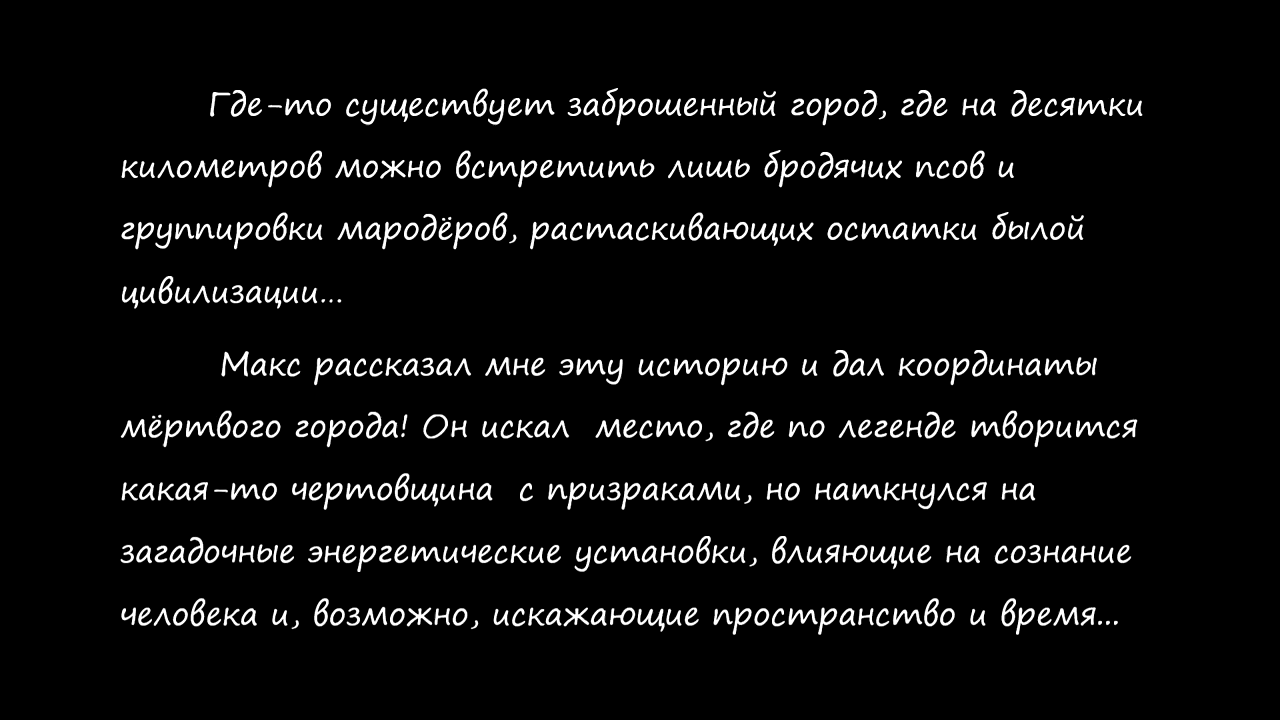 Где-то существует заброшенный город, где на десятки
километров можно встретить лишь бродячих псов и
группировки мародёров, растаскивающих остатки былой
цивилизации...
Макс рассказал мне эту историю и дал координаты
мёртвого города! Он искал  место, где по легенде творится
какая-то чертовщина  с призраками, но наткнулся на
загадочные энергетические установки, влияющие на сознание
человека и, возможно, искажающие пространство и время...